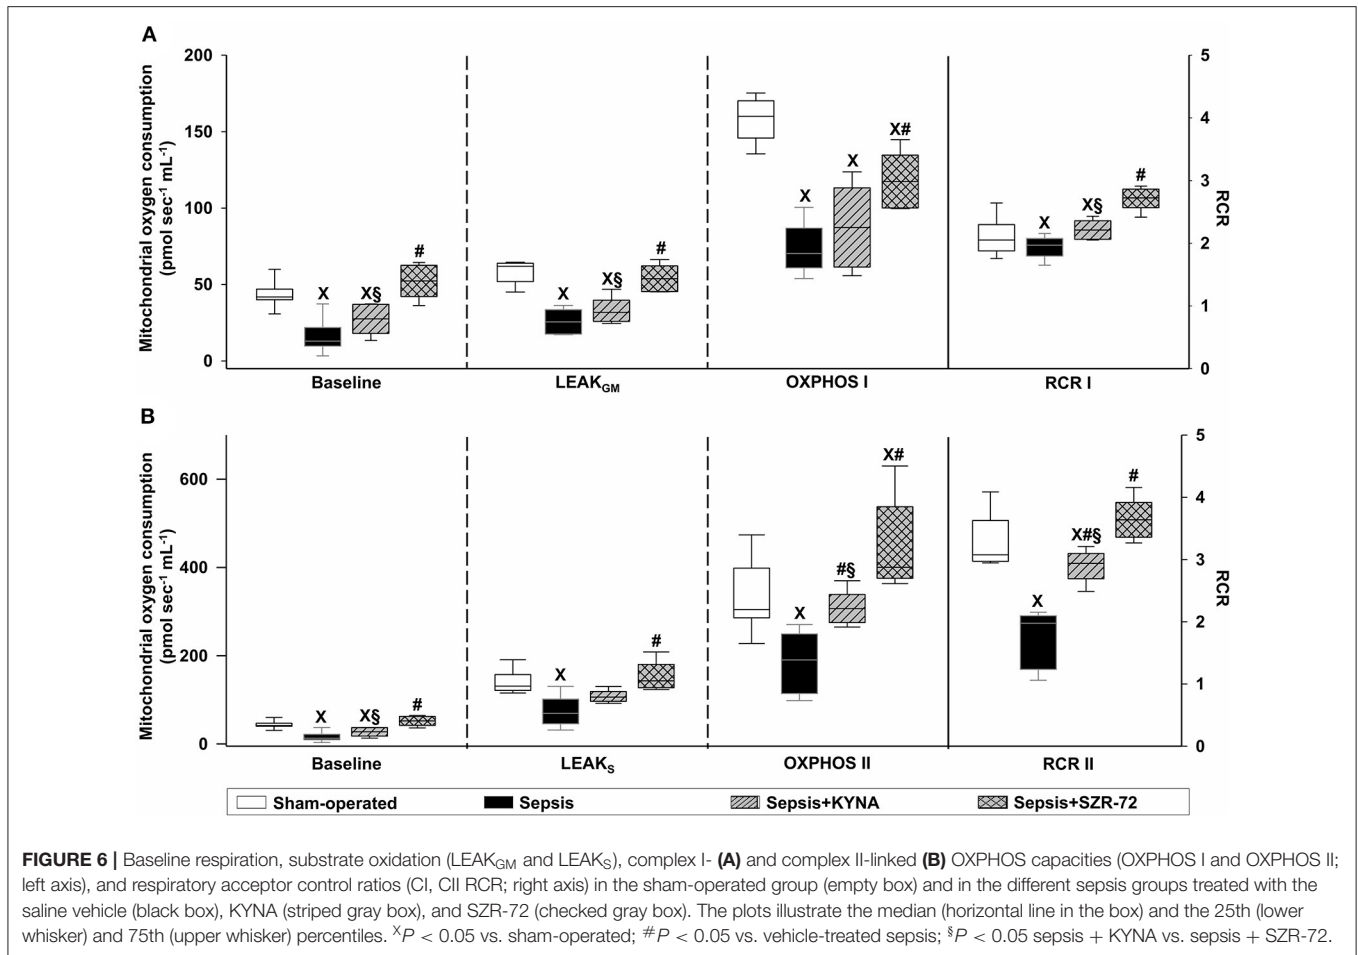 A
Mitochondrial oxygen consumption
(pmol sec⁻¹ mL⁻¹)
200
150
100
50
0
X
X§
#
X
X§
#
X
X
X#
X
X§
#
5
4
3
2
1
0
RCR
Baseline
LEAK_GM
OXPHOS I
RCR I
B
Mitochondrial oxygen consumption
(pmol sec⁻¹ mL⁻¹)
600
400
200
0
X
X§
#
X
#
X
#§
X#
X
X#§
#
5
4
3
2
1
0
RCR
Baseline
LEAK_S
OXPHOS II
RCR II
Sham-operated Sepsis Sepsis+KYNA Sepsis+SZR-72
FIGURE 6 | Baseline respiration, substrate oxidation (LEAK_GM and LEAK_S), complex I- (A) and complex II-linked (B) OXPHOS capacities (OXPHOS I and OXPHOS II;
left axis), and respiratory acceptor control ratios (CI, CII RCR; right axis) in the sham-operated group (empty box) and in the different sepsis groups treated with the
saline vehicle (black box), KYNA (striped gray box), and SZR-72 (checked gray box). The plots illustrate the median (horizontal line in the box) and the 25th (lower
whisker) and 75th (upper whisker) percentiles. ˣP < 0.05 vs. sham-operated; #P < 0.05 vs. vehicle-treated sepsis; §P < 0.05 sepsis + KYNA vs. sepsis + SZR-72.